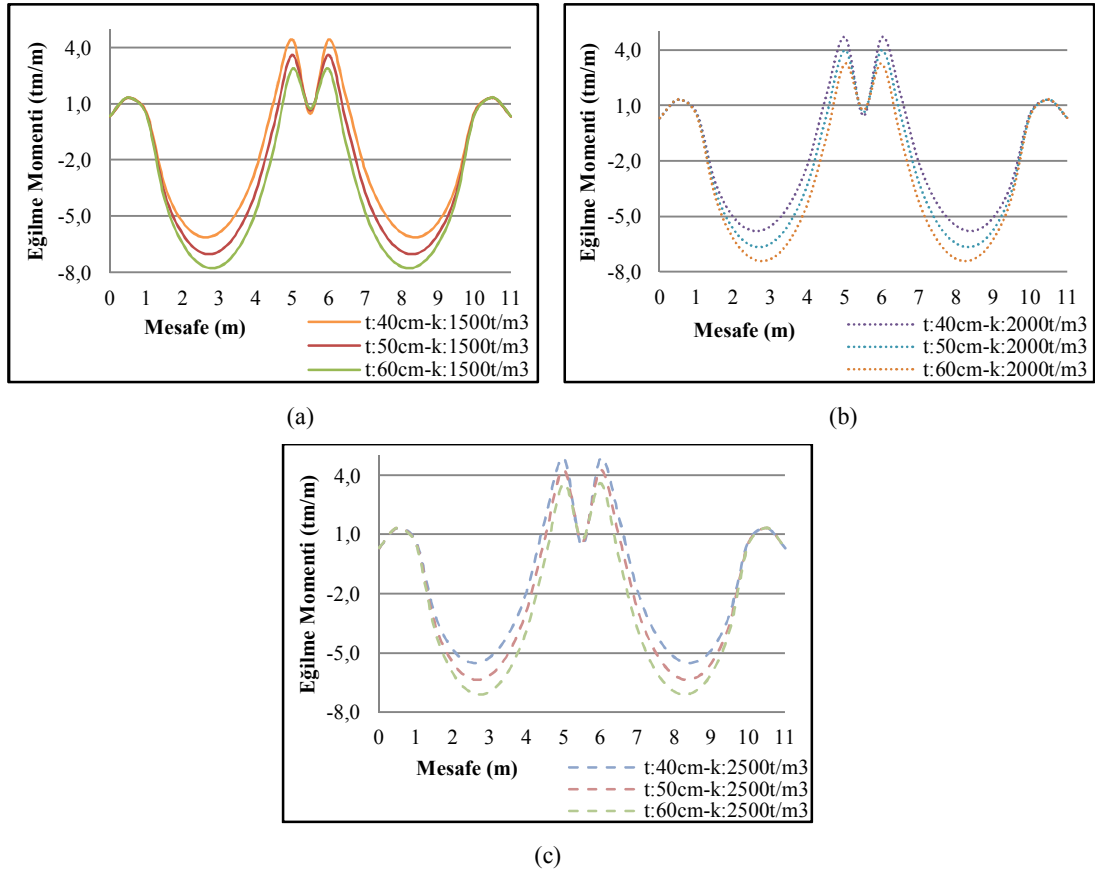 4,0
1,0
-2,0
-5,0
-8,0
Eğilme Momenti (tm/m)
0 1 2 3 4 5 6 7 8 9 10 11
Mesafe (m)
t:40cm-k:1500t/m3
t:50cm-k:1500t/m3
t:60cm-k:1500t/m3
(a)
4,0
1,0
-2,0
-5,0
-8,0
Eğilme Momenti (tm/m)
0 1 2 3 4 5 6 7 8 9 10 11
Mesafe (m)
t:40cm-k:2000t/m3
t:50cm-k:2000t/m3
t:60cm-k:2000t/m3
(b)
4,0
1,0
-2,0
-5,0
-8,0
Eğilme Momenti (tm/m)
0 1 2 3 4 5 6 7 8 9 10 11
Mesafe (m)
t:40cm-k:2500t/m3
t:50cm-k:2500t/m3
t:60cm-k:2500t/m3
(c)